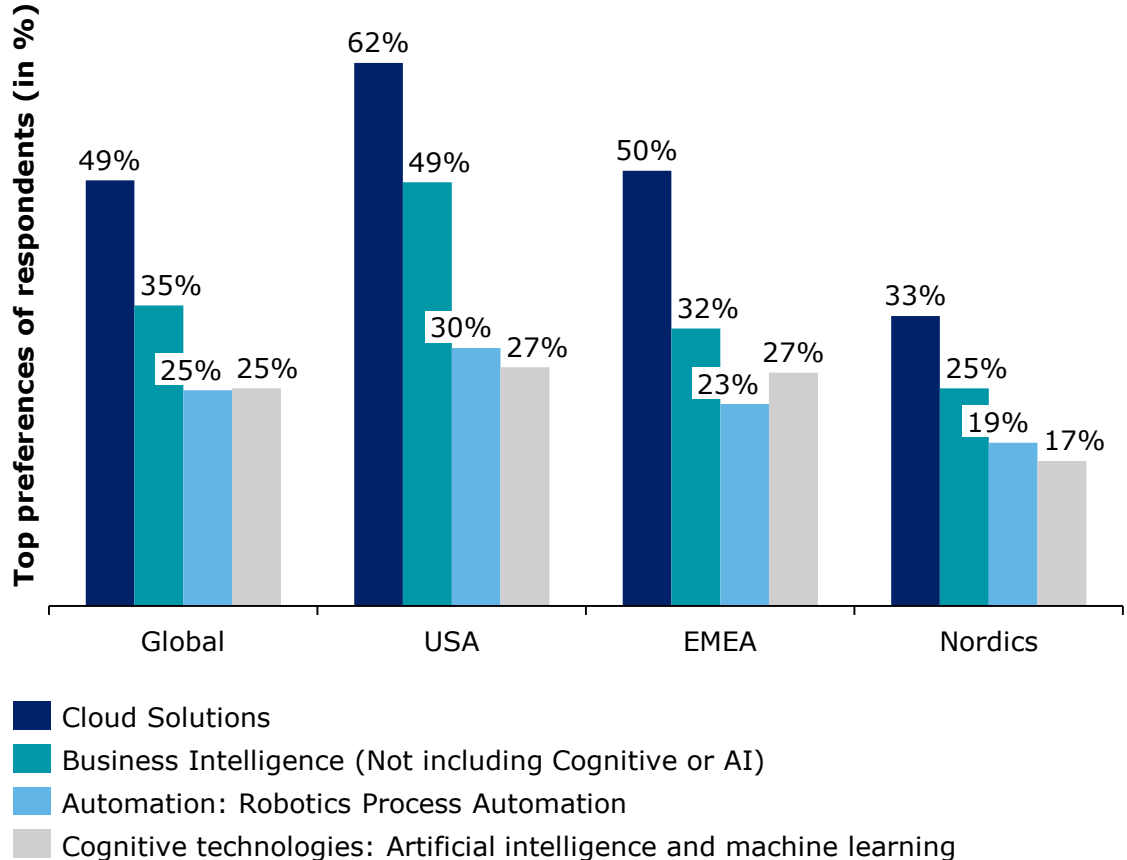 Top preferences of respondents (in %)
49%
35%
25%
25%
62%
49%
30%
27%
50%
32%
23%
27%
33%
25%
19%
17%
Global
USA
EMEA
Nordics
Cloud Solutions
Business Intelligence (Not including Cognitive or AI)
Automation: Robotics Process Automation
Cognitive technologies: Artificial intelligence and machine learning